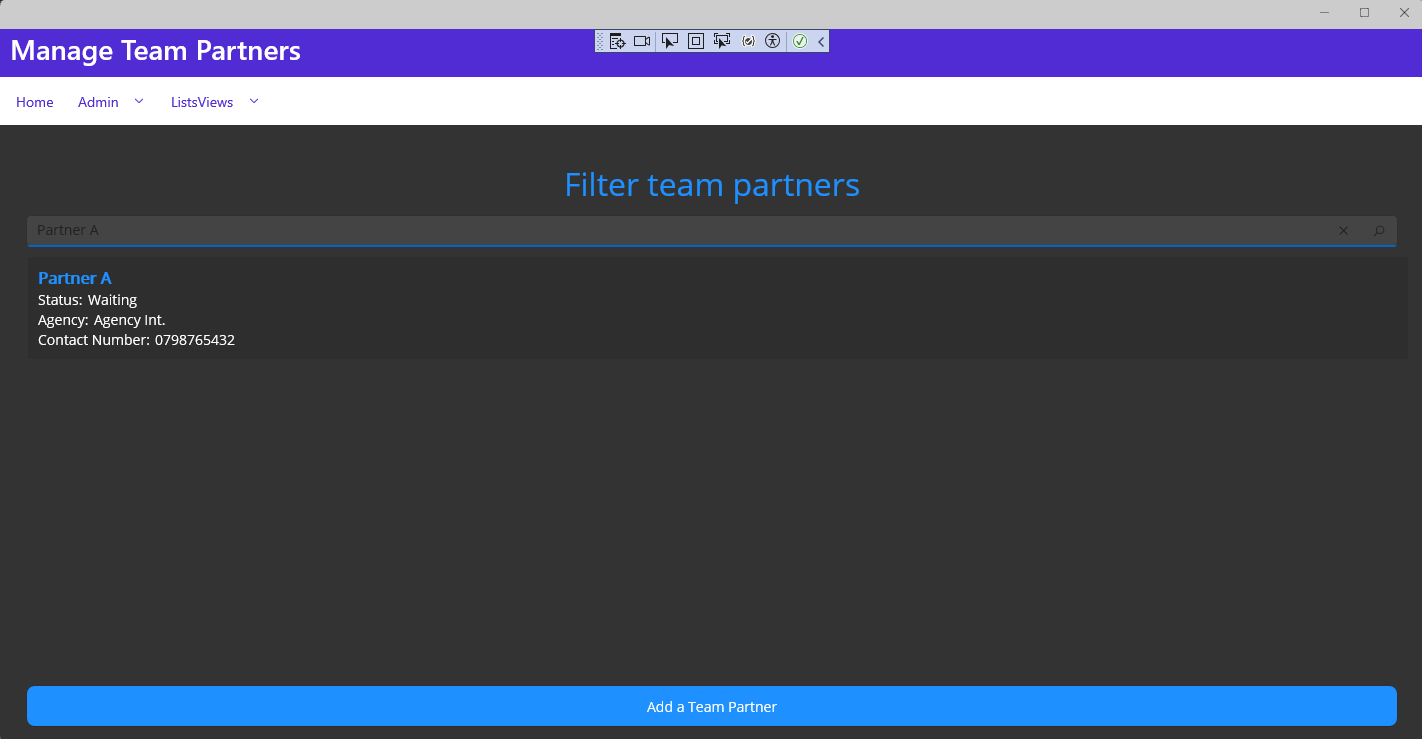 Manage Team Partners
Home Admin ListsViews
Filter team partners
Partner A
Partner A
Status: Waiting
Agency: Agency Int.
Contact Number: 0798765432
Add a Team Partner